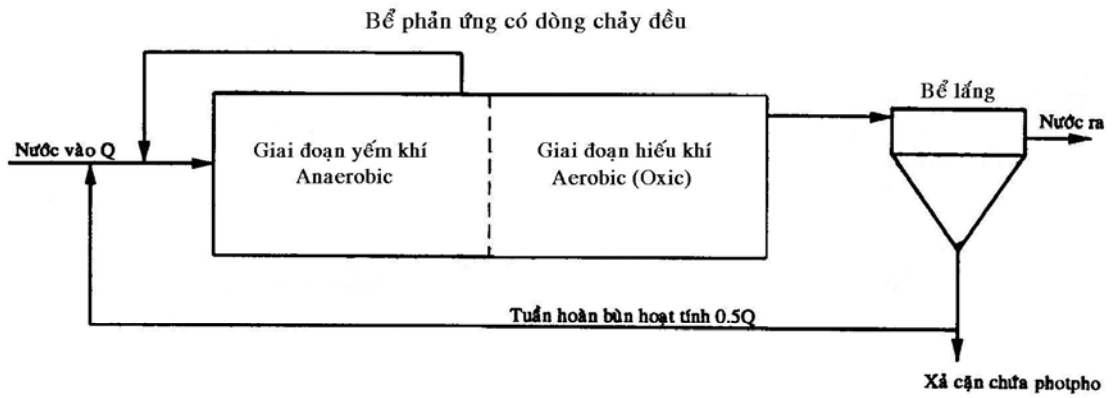 Bể phản ứng có dòng chảy đều
Bể lắng
Nước vào Q
Nước ra
Giai đoạn yếm khí
Anaerobic
Giai đoạn hiếu khí
Aerobic (Oxic)
Tuần hoàn bùn hoạt tính 0.5Q
Xả cặn chứa photpho